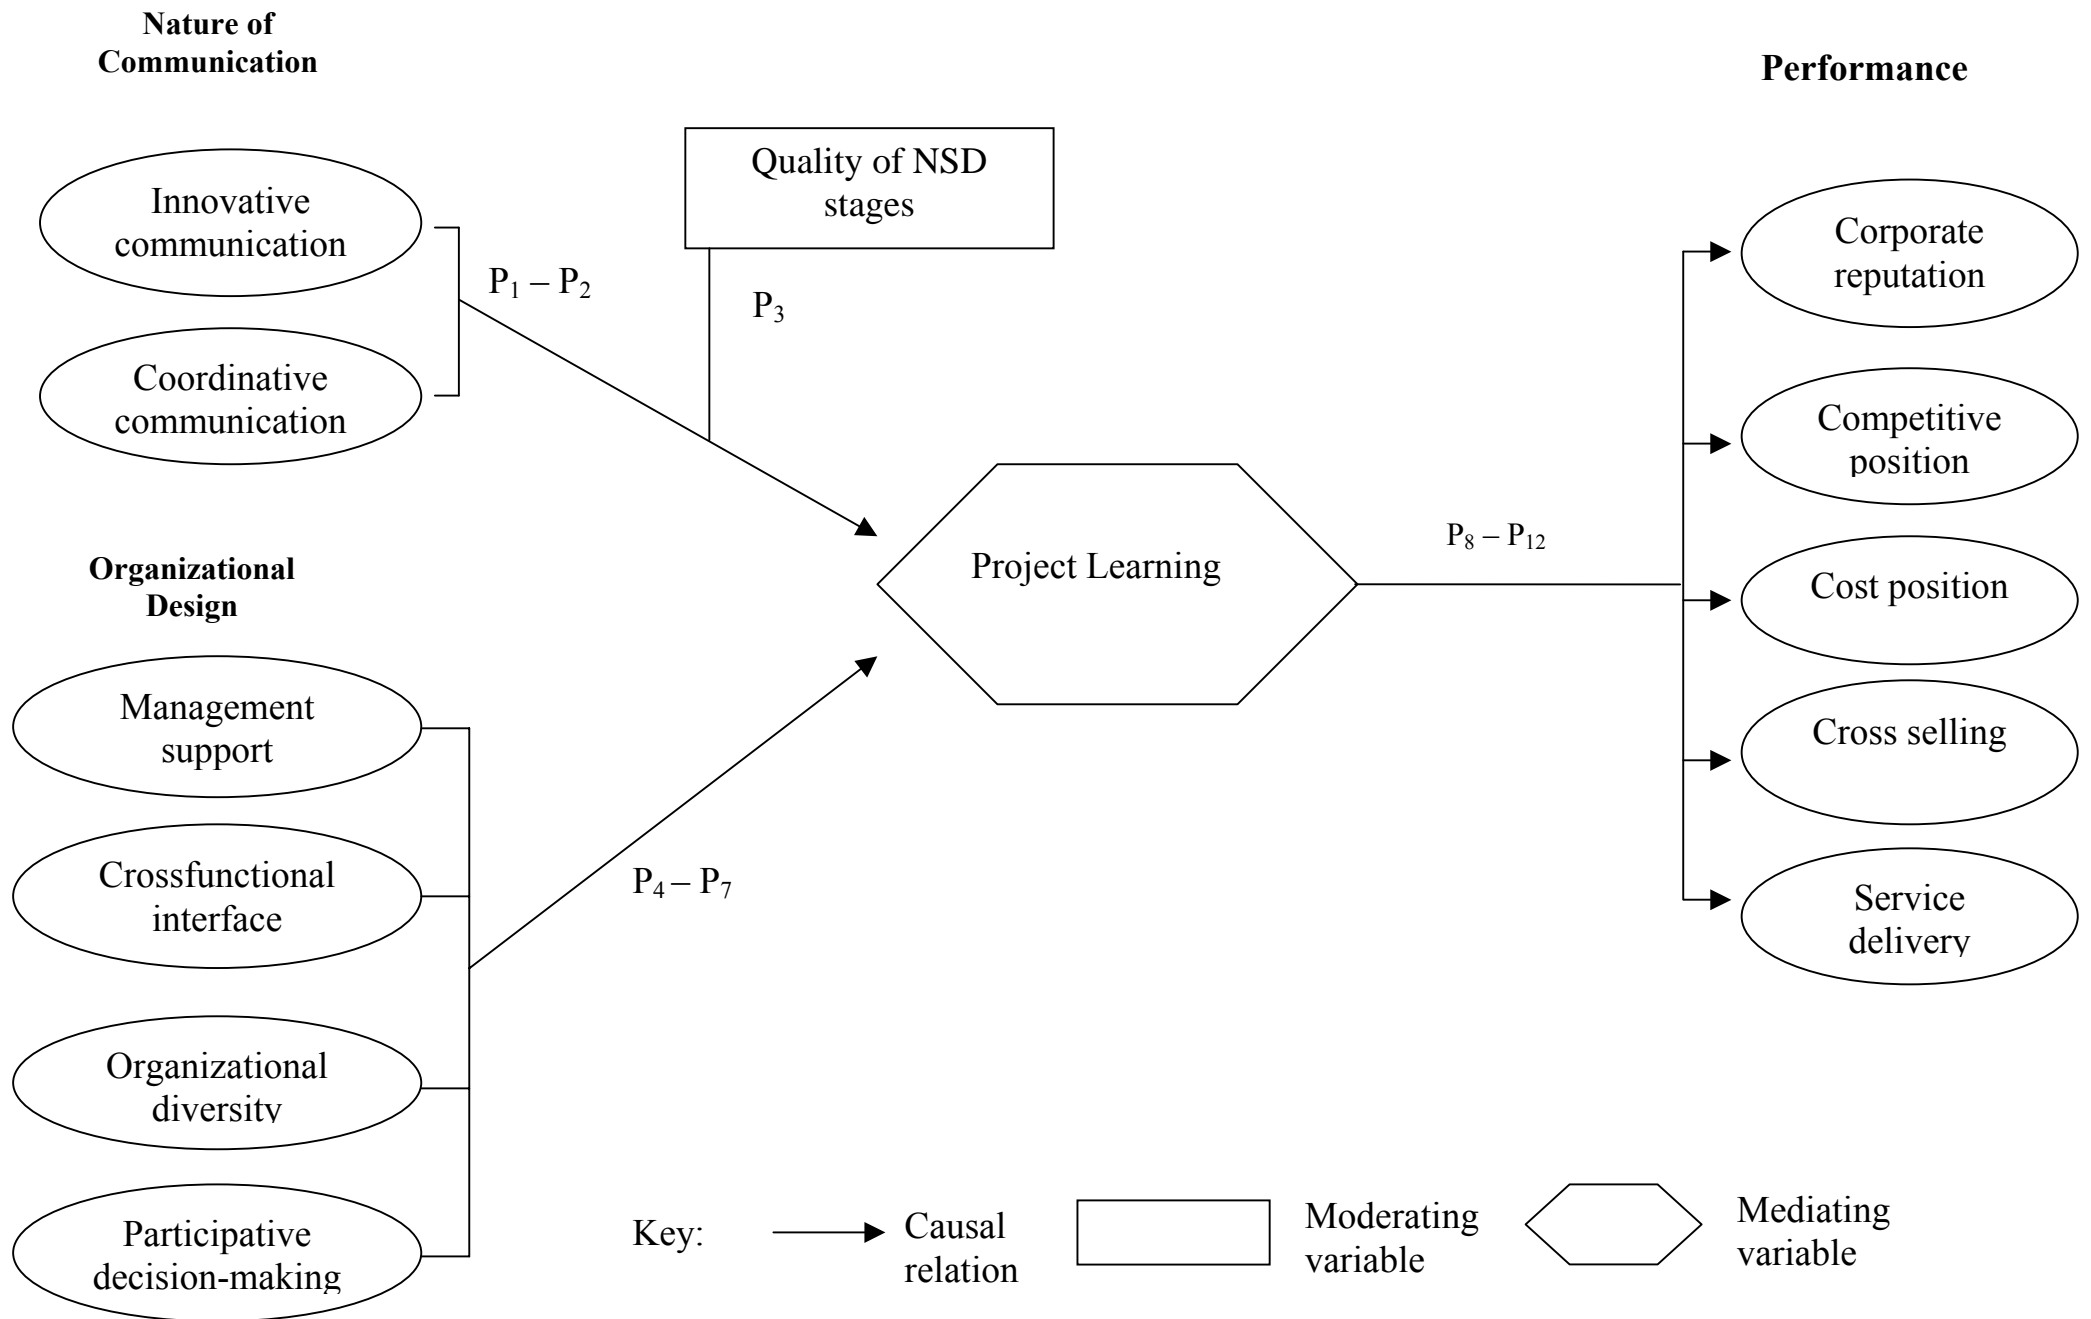 Nature of
Communication
Performance
Innovative
communication
Coordinative
communication
P₁ – P₂
Quality of NSD
stages
P₃
Organizational
Design
Management
support
Crossfunctional
interface
Organizational
diversity
Participative
decision-making
P₄ – P₇
Project Learning
P₈ – P₁₂
Corporate
reputation
Competitive
position
Cost position
Cross selling
Service
delivery
Key:
Causal
relation
Moderating
variable
Mediating
variable